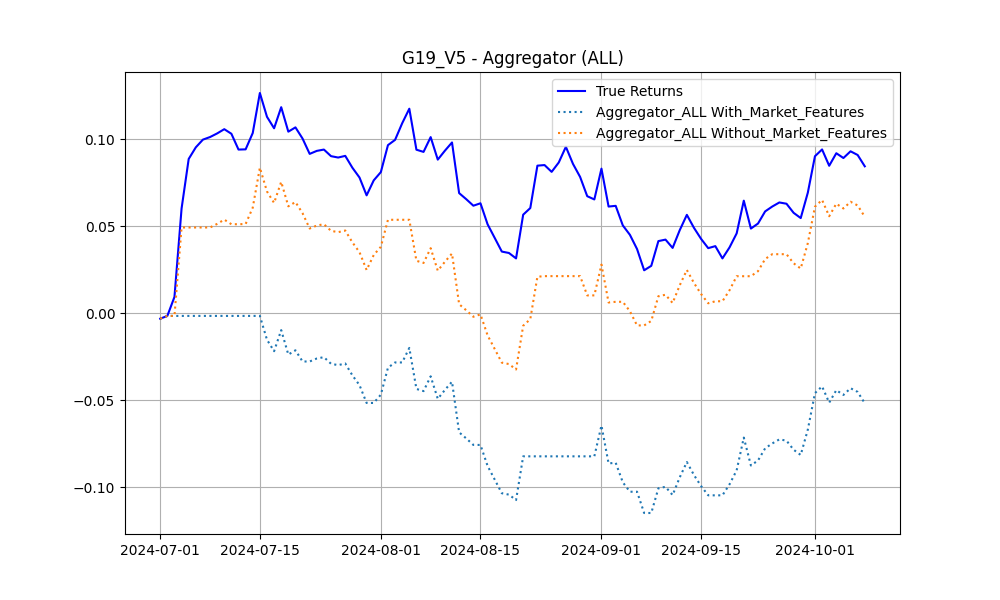 G19_V5 - Aggregator (ALL)
True Returns
Aggregator_ALL With_Market_Features
Aggregator_ALL Without_Market_Features
0.10
0.05
0.00
−0.05
−0.10
2024-07-01 2024-07-15 2024-08-01 2024-08-15 2024-09-01 2024-09-15 2024-10-01